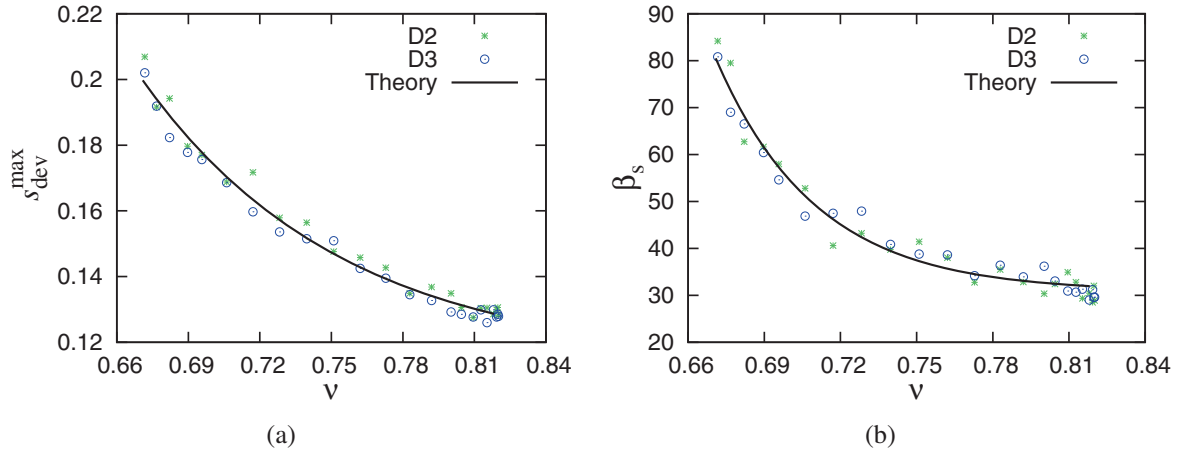 0.22
0.2
0.18
0.16
0.14
0.12
s_dev^max
D2
D3
Theory
0.66 0.69 0.72 0.75 0.78 0.81 0.84
ν
(a)
90
80
70
60
50
40
30
20
β_s
D2
D3
Theory
0.66 0.69 0.72 0.75 0.78 0.81 0.84
ν
(b)